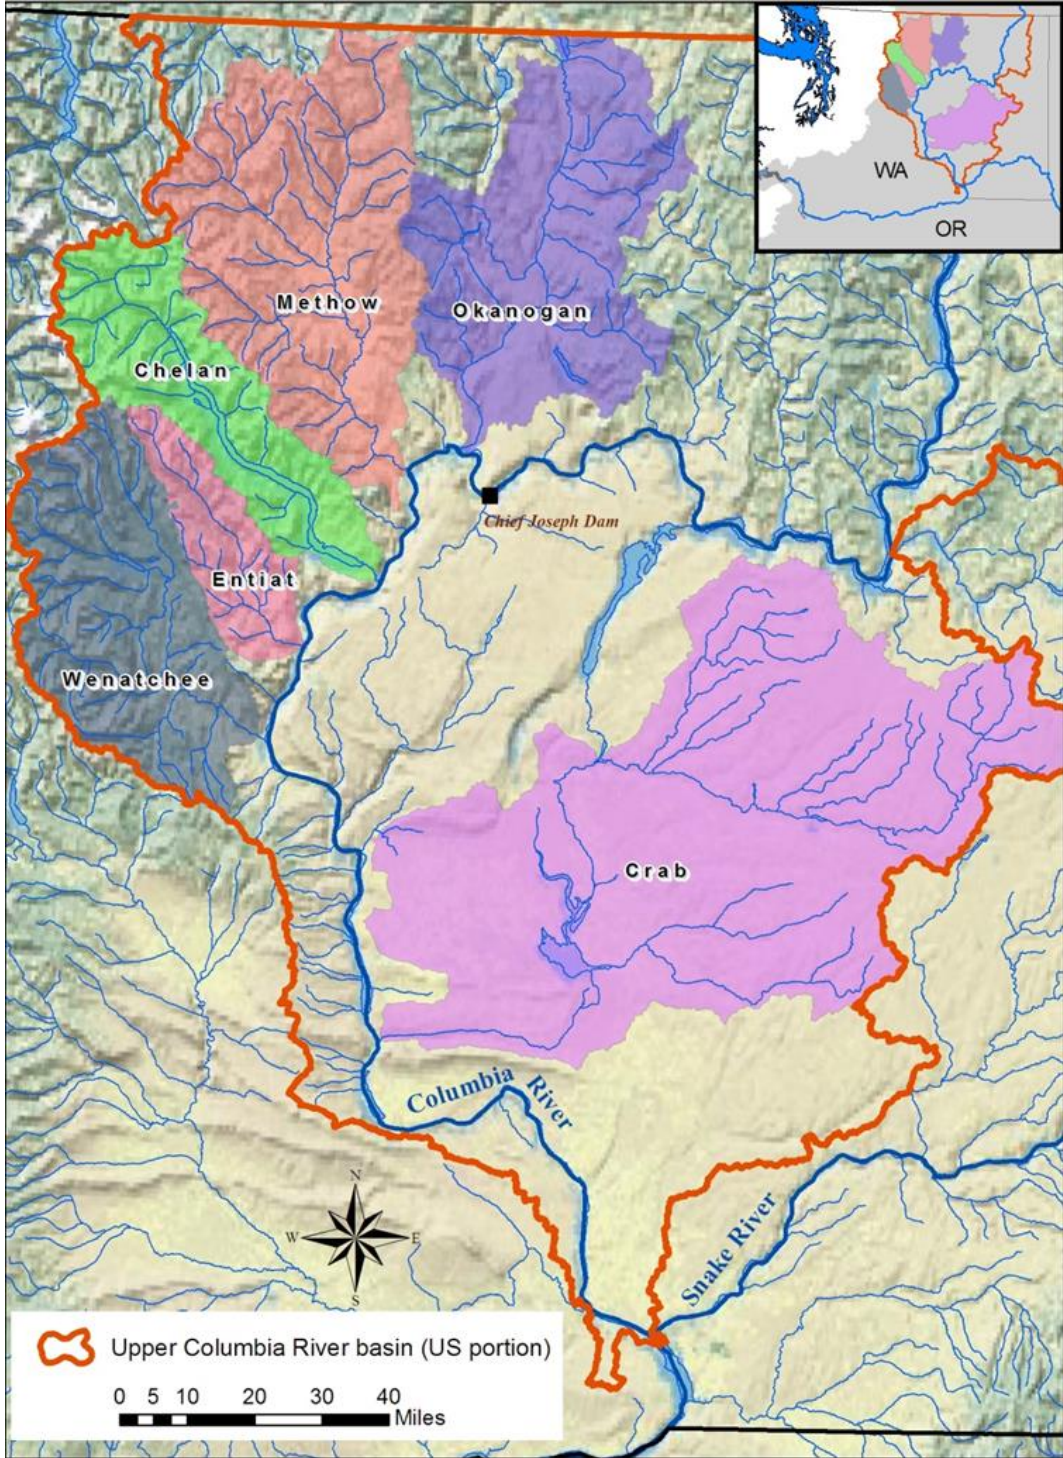 WA
OR
Methow
Okanogan
Chelan
Chief Joseph Dam
Entiat
Wenatchee
Crab
Columbia River
Snake River
N
W E
S
Upper Columbia River basin (US portion)
0 5 10 20 30 40
Miles